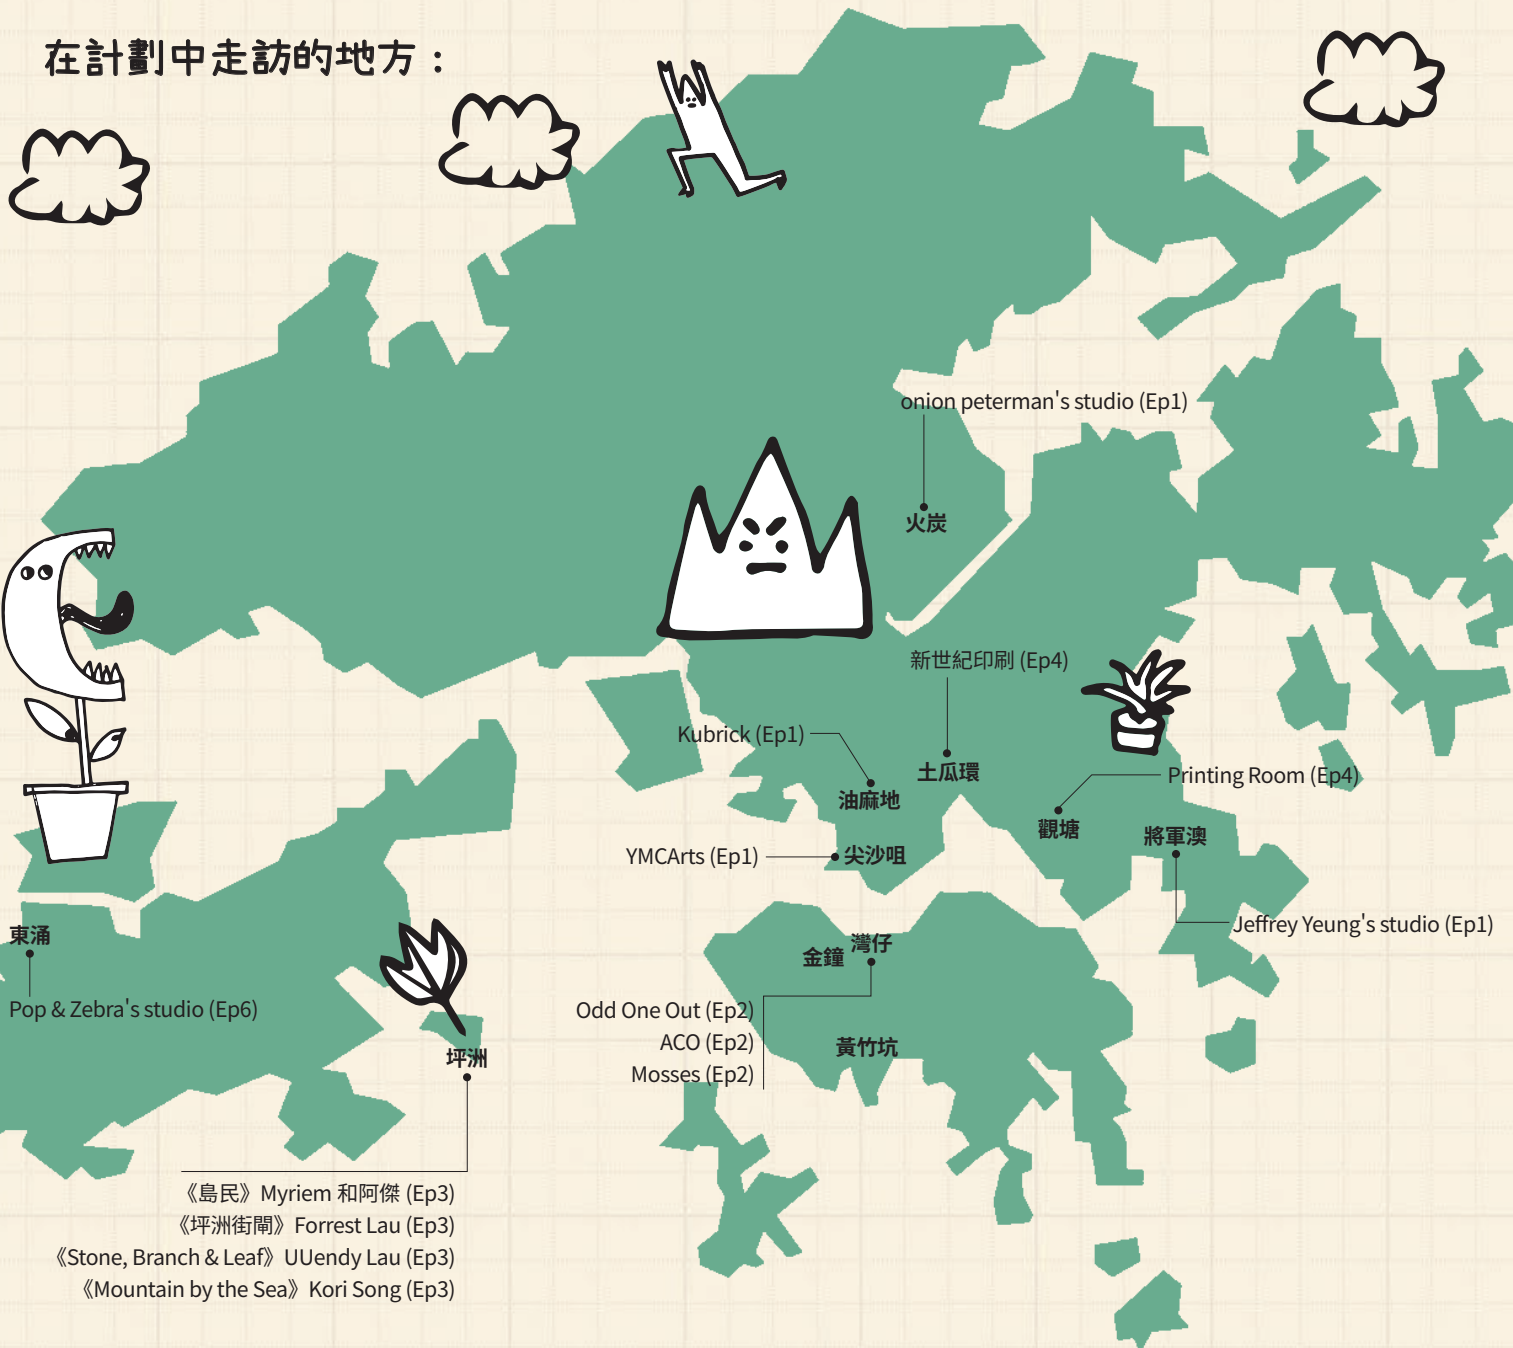 在計劃中走訪的地方：
onion peterman's studio (Ep1)
火炭
新世紀印刷 (Ep4)
Kubrick (Ep1)
土瓜環
Printing Room (Ep4)
油麻地
觀塘
將軍澳
YMCArts (Ep1)
尖沙咀
Jeffrey Yeung's studio (Ep1)
東涌
灣仔
金鐘
Pop & Zebra's studio (Ep6)
Odd One Out (Ep2)
ACO (Ep2)
Mosses (Ep2)
黃竹坑
坪洲
《島民》Myriem 和阿傑 (Ep3)
《坪洲街閘》Forrest Lau (Ep3)
《Stone, Branch & Leaf》UUendy Lau (Ep3)
《Mountain by the Sea》Kori Song (Ep3)